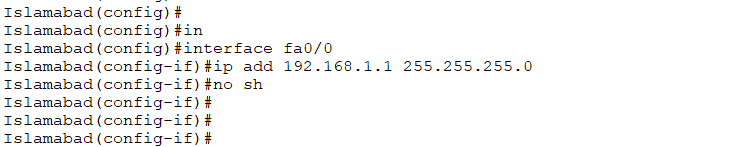 Islamabad(config)#
Islamabad(config)#in
Islamabad(config)#interface fa0/0
Islamabad(config-if)#ip add 192.168.1.1 255.255.255.0
Islamabad(config-if)#no sh
Islamabad(config-if)#
Islamabad(config-if)#
Islamabad(config-if)#